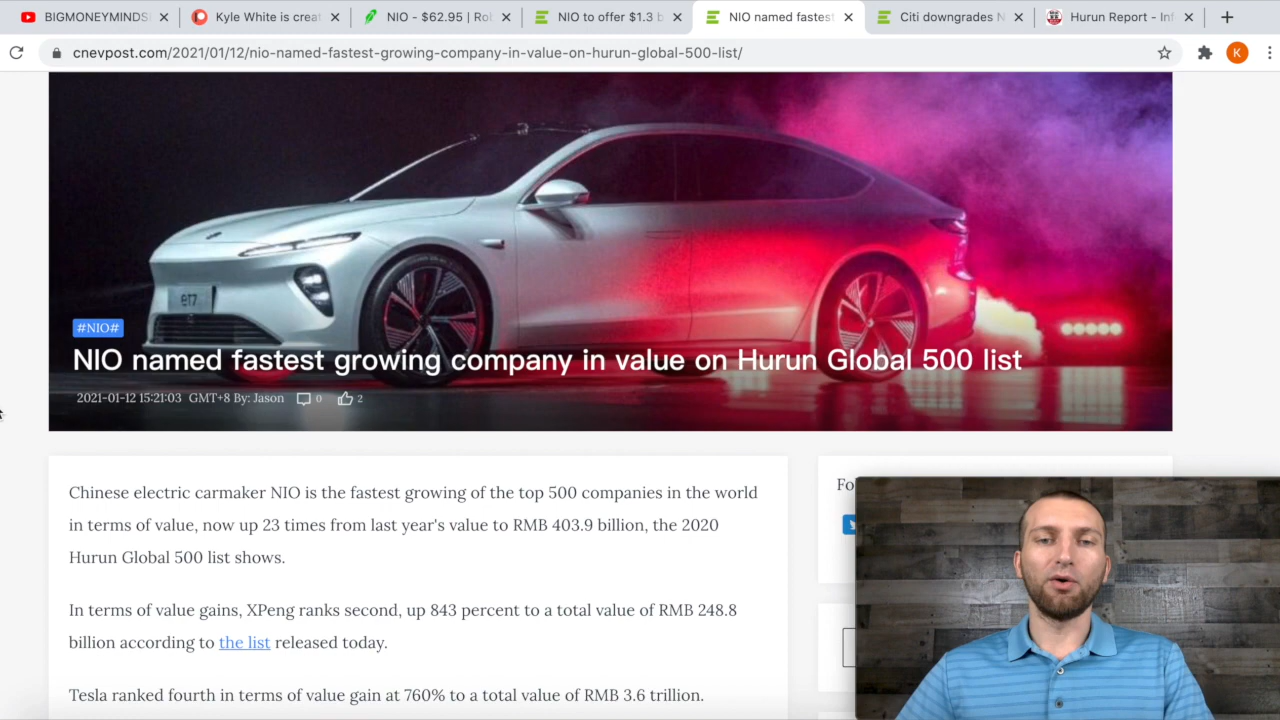 BIGMONEYMINDS
Kyle White is creat
NIO - $62.95 | Rob
NIO to offer $1.3 b
NIO named fastest
Citi downgrades N
Hurun Report - Inf
cnevpost.com/2021/01/12/nio-named-fastest-growing-company-in-value-on-hurun-global-500-list/
K
et7
#NIO#
NIO named fastest growing company in value on Hurun Global 500 list
2021-01-12 15:21:03 GMT+8 By: Jason 0 2
Chinese electric carmaker NIO is the fastest growing of the top 500 companies in the world
in terms of value, now up 23 times from last year's value to RMB 403.9 billion, the 2020
Hurun Global 500 list shows.
In terms of value gains, XPeng ranks second, up 843 percent to a total value of RMB 248.8
billion according to the list released today.
Tesla ranked fourth in terms of value gain at 760% to a total value of RMB 3.6 trillion.
Fo